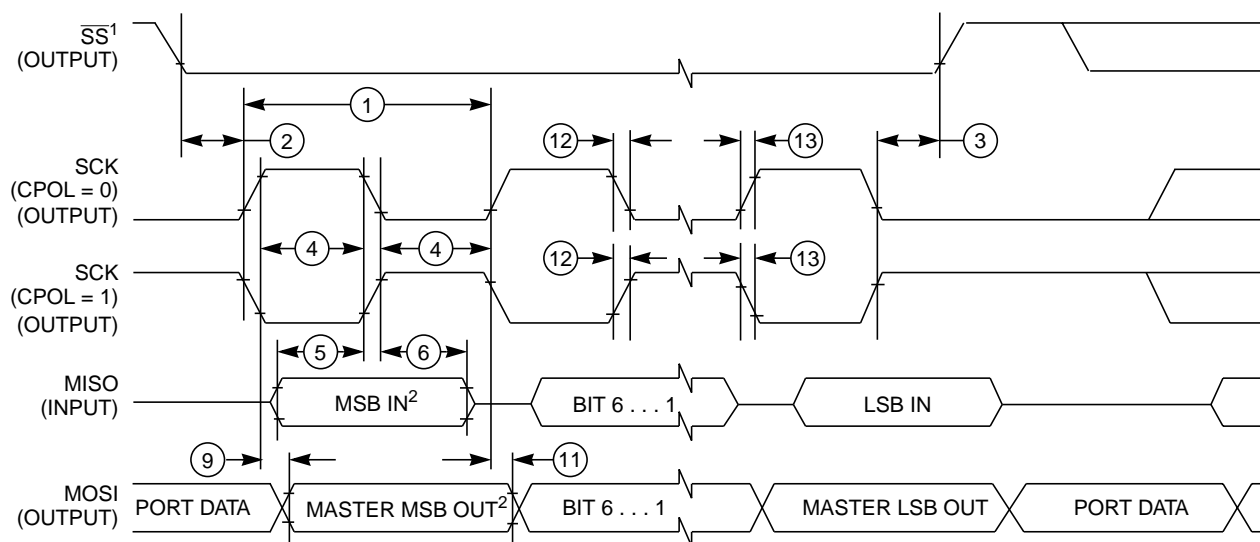 SS¹
(OUTPUT)
1
2
12
13
3
SCK
(CPOL = 0)
(OUTPUT)
4
4
12
13
SCK
(CPOL = 1)
(OUTPUT)
5
6
MISO
(INPUT)
MSB IN²
BIT 6 . . . 1
LSB IN
9
11
MOSI
(OUTPUT)
PORT DATA
MASTER MSB OUT²
BIT 6 . . . 1
MASTER LSB OUT
PORT DATA